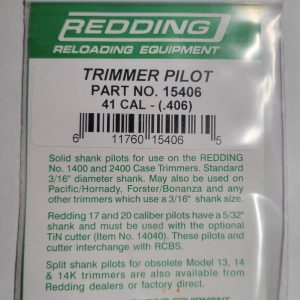 REDDING
RELOADING EQUIPMENT
TRIMMER PILOT
PART NO. 15406
41 CAL - (.406)
6 11760 15406 5
Solid shank pilots for use on the REDDING
No. 1400 and 2400 Case Trimmers. Standard
3/16" diameter shank. May also be used on
Pacific/Hornady, Forster/Bonanza and any
other trimmers which use a 3/16" shank size.
Redding 17 and 20 caliber pilots have a 5/32"
shank and must be used with the optional
TiN cutter (Item No. 14040). These pilots and
cutter interchange with RCBS.
Split shank pilots for obsolete Model 13, 14
& 14K trimmers are also available from
Redding dealers or factory direct.